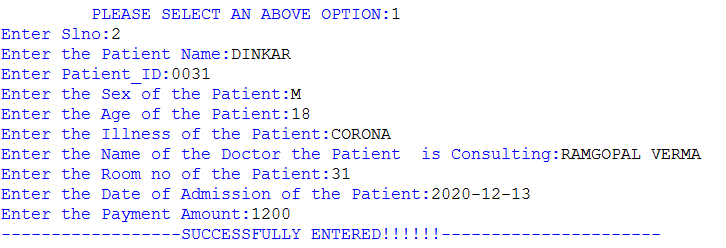 PLEASE SELECT AN ABOVE OPTION:1
Enter Slno:2
Enter the Patient Name:DINKAR
Enter Patient_ID:0031
Enter the Sex of the Patient:M
Enter the Age of the Patient:18
Enter the Illness of the Patient:CORONA
Enter the Name of the Doctor the Patient  is Consulting:RAMGOPAL VERMA
Enter the Room no of the Patient:31
Enter the Date of Admission of the Patient:2020-12-13
Enter the Payment Amount:1200
------------------SUCCESSFULLY ENTERED!!!!!!----------------------